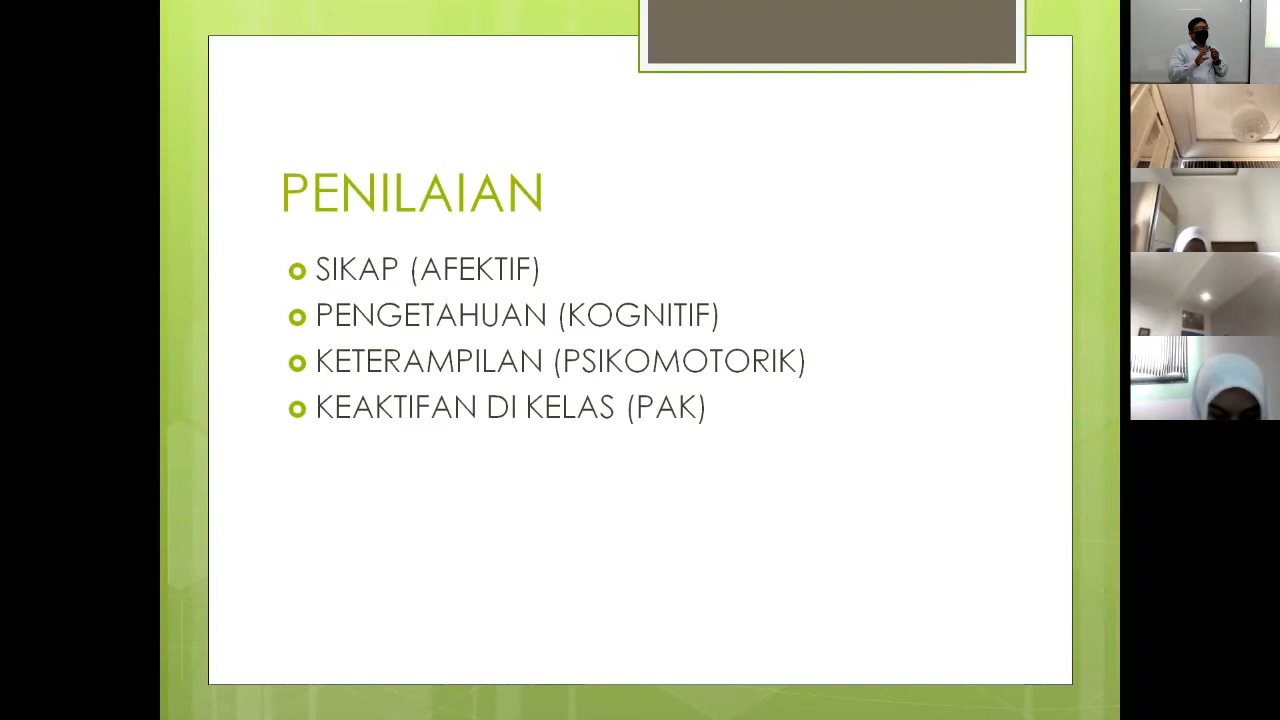 PENILAIAN
SIKAP (AFEKTIF)
PENGETAHUAN (KOGNITIF)
KETERAMPILAN (PSIKOMOTORIK)
KEAKTIFAN DI KELAS (PAK)